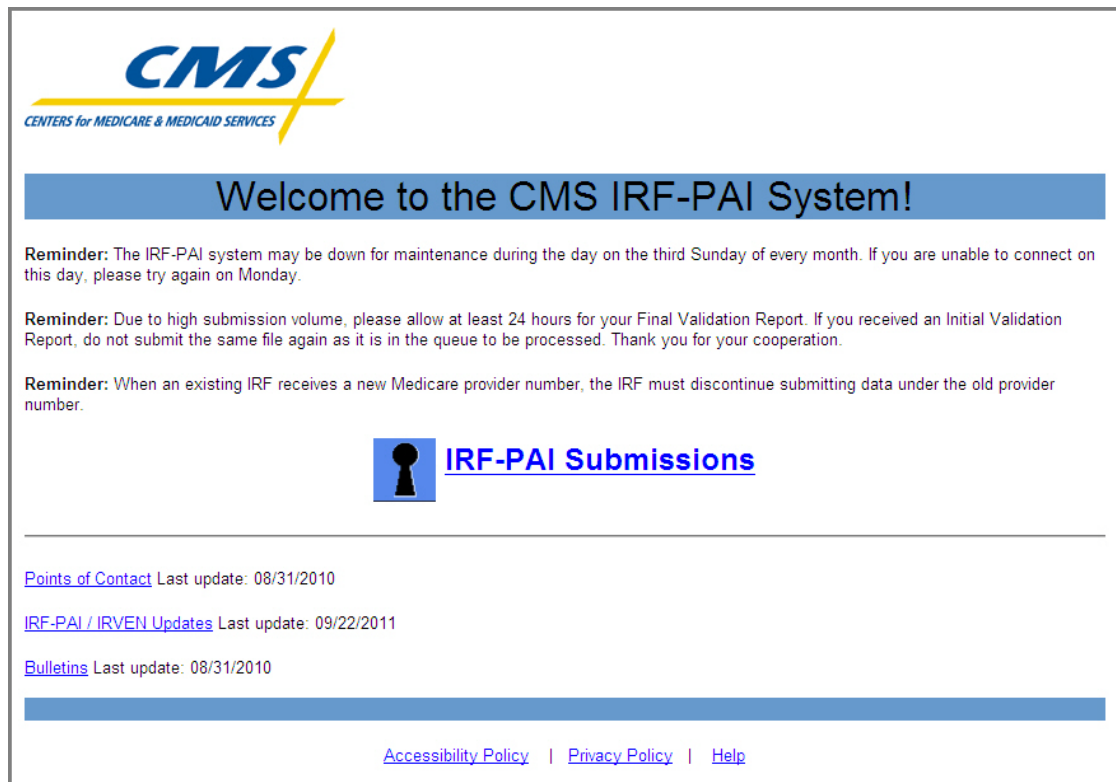 CMS
CENTERS for MEDICARE & MEDICAID SERVICES
Welcome to the CMS IRF-PAI System!
Reminder: The IRF-PAI system may be down for maintenance during the day on the third Sunday of every month. If you are unable to connect on
this day, please try again on Monday.
Reminder: Due to high submission volume, please allow at least 24 hours for your Final Validation Report. If you received an Initial Validation
Report, do not submit the same file again as it is in the queue to be processed. Thank you for your cooperation.
Reminder: When an existing IRF receives a new Medicare provider number, the IRF must discontinue submitting data under the old provider
number.
IRF-PAI Submissions
Points of Contact Last update: 08/31/2010
IRF-PAI / IRVEN Updates Last update: 09/22/2011
Bulletins Last update: 08/31/2010
Accessibility Policy | Privacy Policy | Help